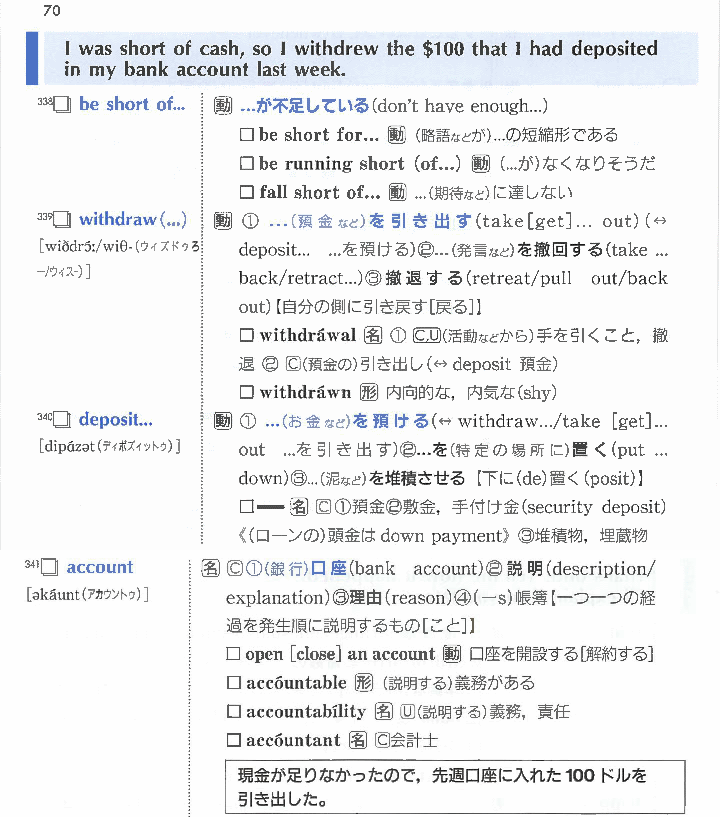 70
I was short of cash, so I withdrew the $100 that I had deposited
in my bank account last week.
338□ be short of... 動 …が不足している(don't have enough...)
□ be short for... 動 (略語などが)…の短縮形である
□ be running short (of...) 動 (…が)なくなりそうだ
□ fall short of... 動 …(期待など)に達しない
339□ withdraw(...) 動 ① …(預金など)を引き出す(take[get]... out)(↔
[wiðdrɔ́ː/wiθ-(ウィズドゥろ deposit... …を預ける)②…(発言など)を撤回する(take ...
ー/ウィス-)] back/retract...)③撤退する(retreat/pull out/back
out)【自分の側に引き戻す[戻る]】
□ withdráwal 名 ① C,U(活動などから)手を引くこと，撤
退 ② C(預金の)引き出し(↔ deposit 預金)
□ withdráwn 形 内向的な，内気な(shy)
340□ deposit... 動 ① …(お金など)を預ける(↔ withdraw.../take [get]...
[dipɑ́zət(ディポズィットゥ)] out …を引き出す)②…を(特定の場所に)置く(put ...
down)③…(泥など)を堆積させる【下に(de)置く(posit)】
□━ 名 C ①預金②敷金，手付け金(security deposit)
《(ローンの)頭金は down payment》 ③堆積物，埋蔵物
341□ account 名 C①(銀行)口座(bank account)②説明(description/
[əkáunt(アカウントゥ)] explanation)③理由(reason)④(─s)帳簿【一つ一つの経
過を発生順に説明するもの[こと]】
□ open [close] an account 動 口座を開設する[解約する]
□ accóuntable 形 (説明する)義務がある
□ accountabílity 名 U(説明する)義務，責任
□ accóuntant 名 C会計士
現金が足りなかったので，先週口座に入れた 100 ドルを
引き出した。